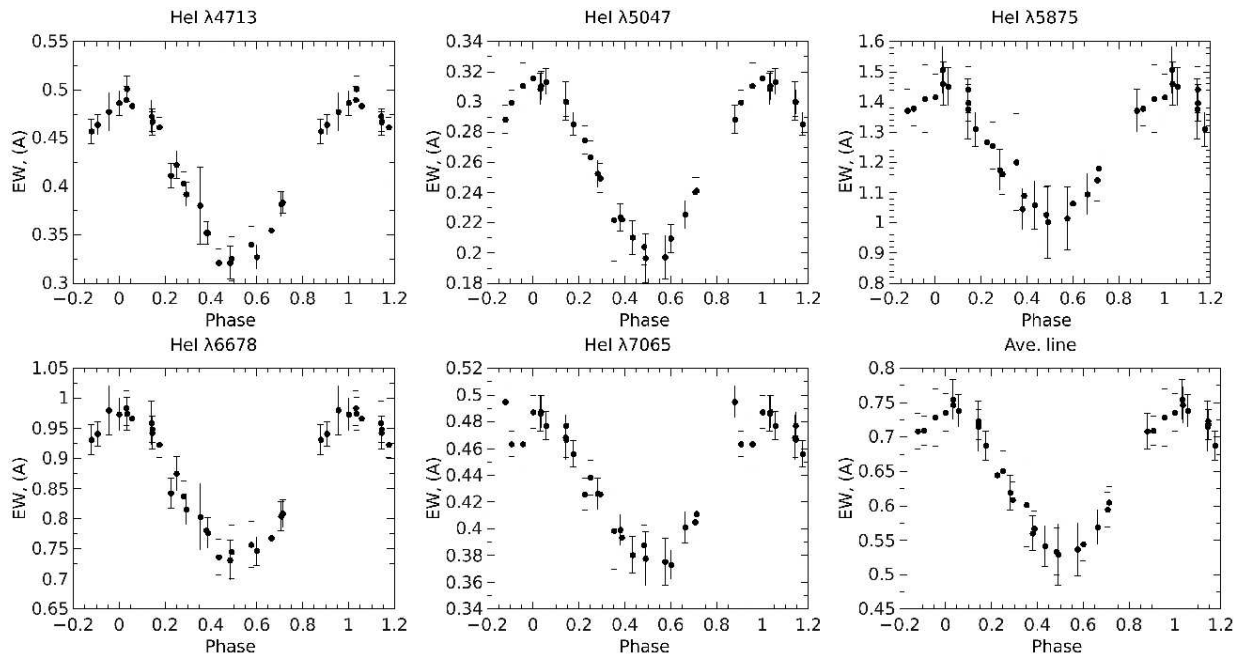 HeI λ4713
HeI λ5047
HeI λ5875
EW, (A)
0.55
0.5
0.45
0.4
0.35
0.3
−0.2 0 0.2 0.4 0.6 0.8 1 1.2
Phase
EW, (A)
0.34
0.32
0.3
0.28
0.26
0.24
0.22
0.2
0.18
−0.2 0 0.2 0.4 0.6 0.8 1 1.2
Phase
EW, (A)
1.6
1.5
1.4
1.3
1.2
1.1
1
0.9
0.8
−0.2 0 0.2 0.4 0.6 0.8 1 1.2
Phase
HeI λ6678
HeI λ7065
Ave. line
EW, (A)
1.05
1
0.95
0.9
0.85
0.8
0.75
0.7
0.65
−0.2 0 0.2 0.4 0.6 0.8 1 1.2
Phase
EW, (A)
0.52
0.5
0.48
0.46
0.44
0.42
0.4
0.38
0.36
0.34
−0.2 0 0.2 0.4 0.6 0.8 1 1.2
Phase
EW, (A)
0.8
0.75
0.7
0.65
0.6
0.55
0.5
0.45
−0.2 0 0.2 0.4 0.6 0.8 1 1.2
Phase